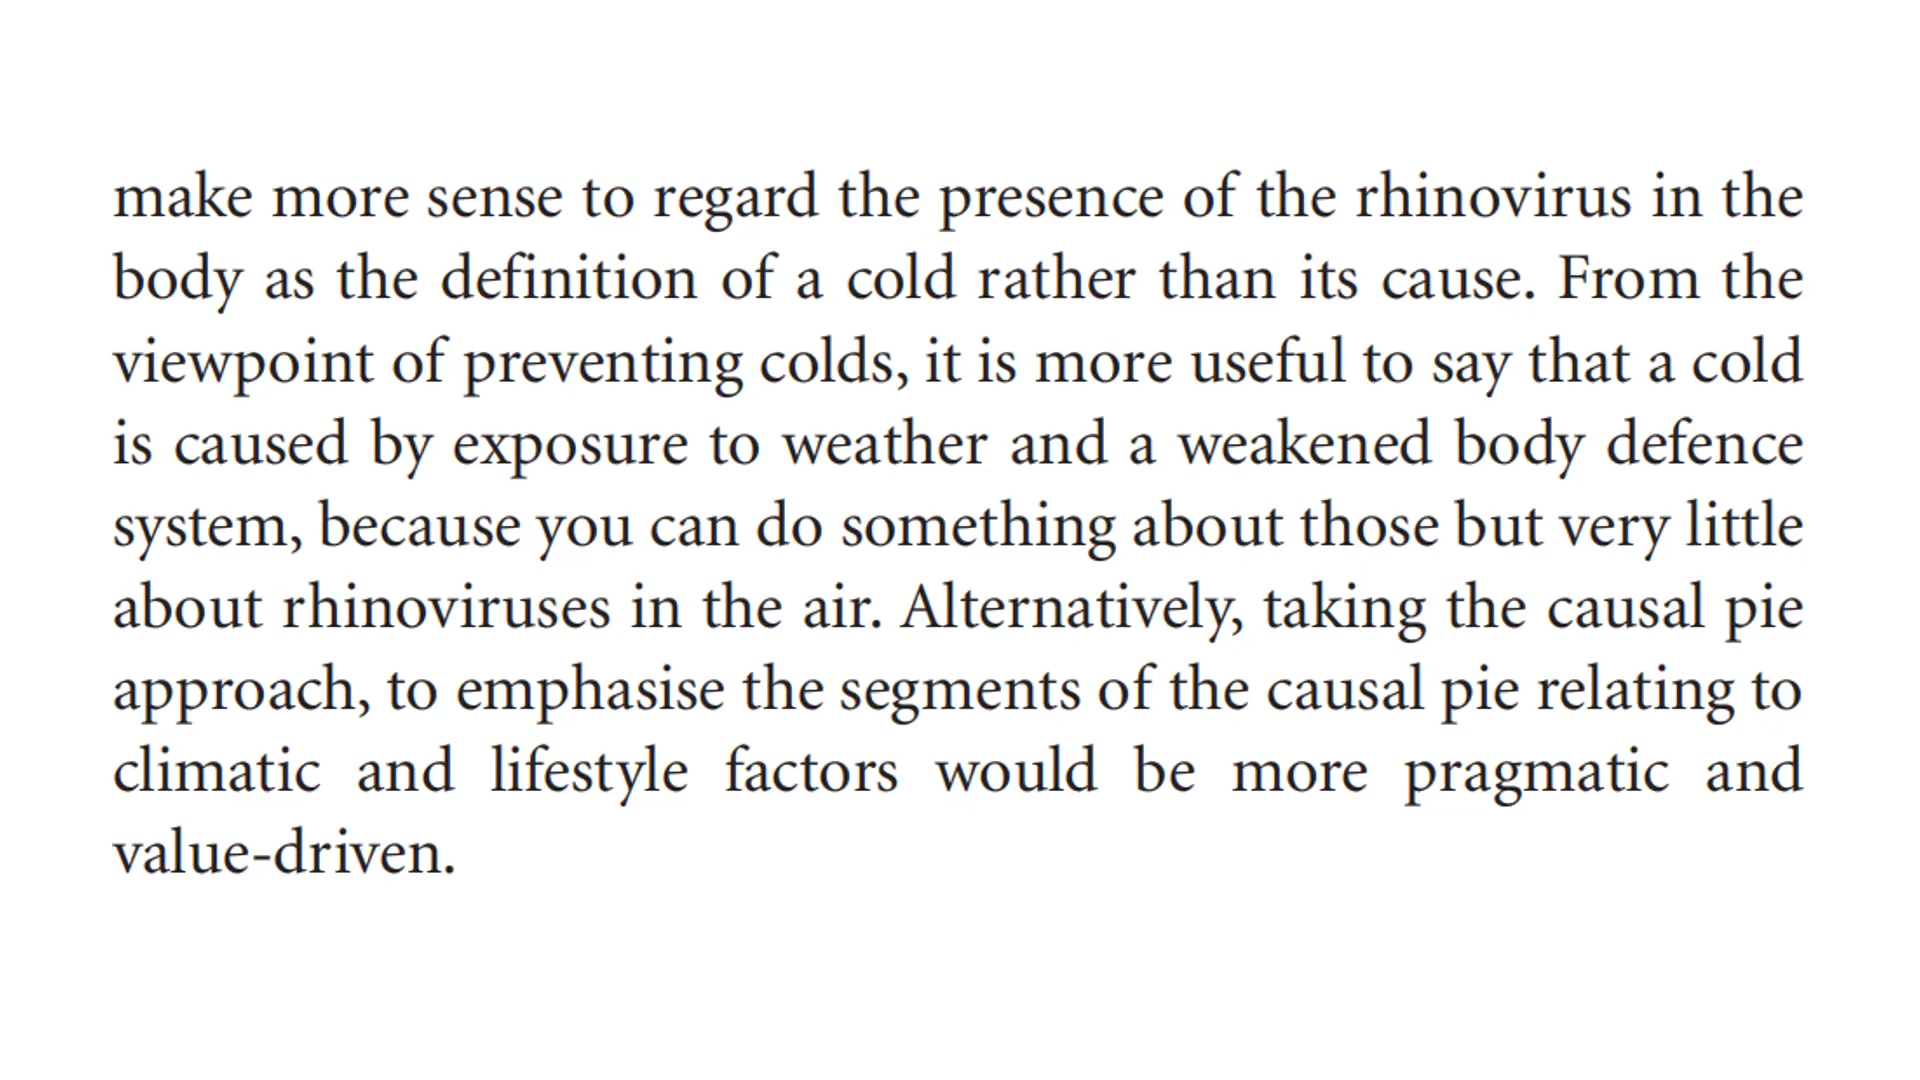 make more sense to regard the presence of the rhinovirus in the
body as the definition of a cold rather than its cause. From the
viewpoint of preventing colds, it is more useful to say that a cold
is caused by exposure to weather and a weakened body defence
system, because you can do something about those but very little
about rhinoviruses in the air. Alternatively, taking the causal pie
approach, to emphasise the segments of the causal pie relating to
climatic and lifestyle factors would be more pragmatic and
value-driven.